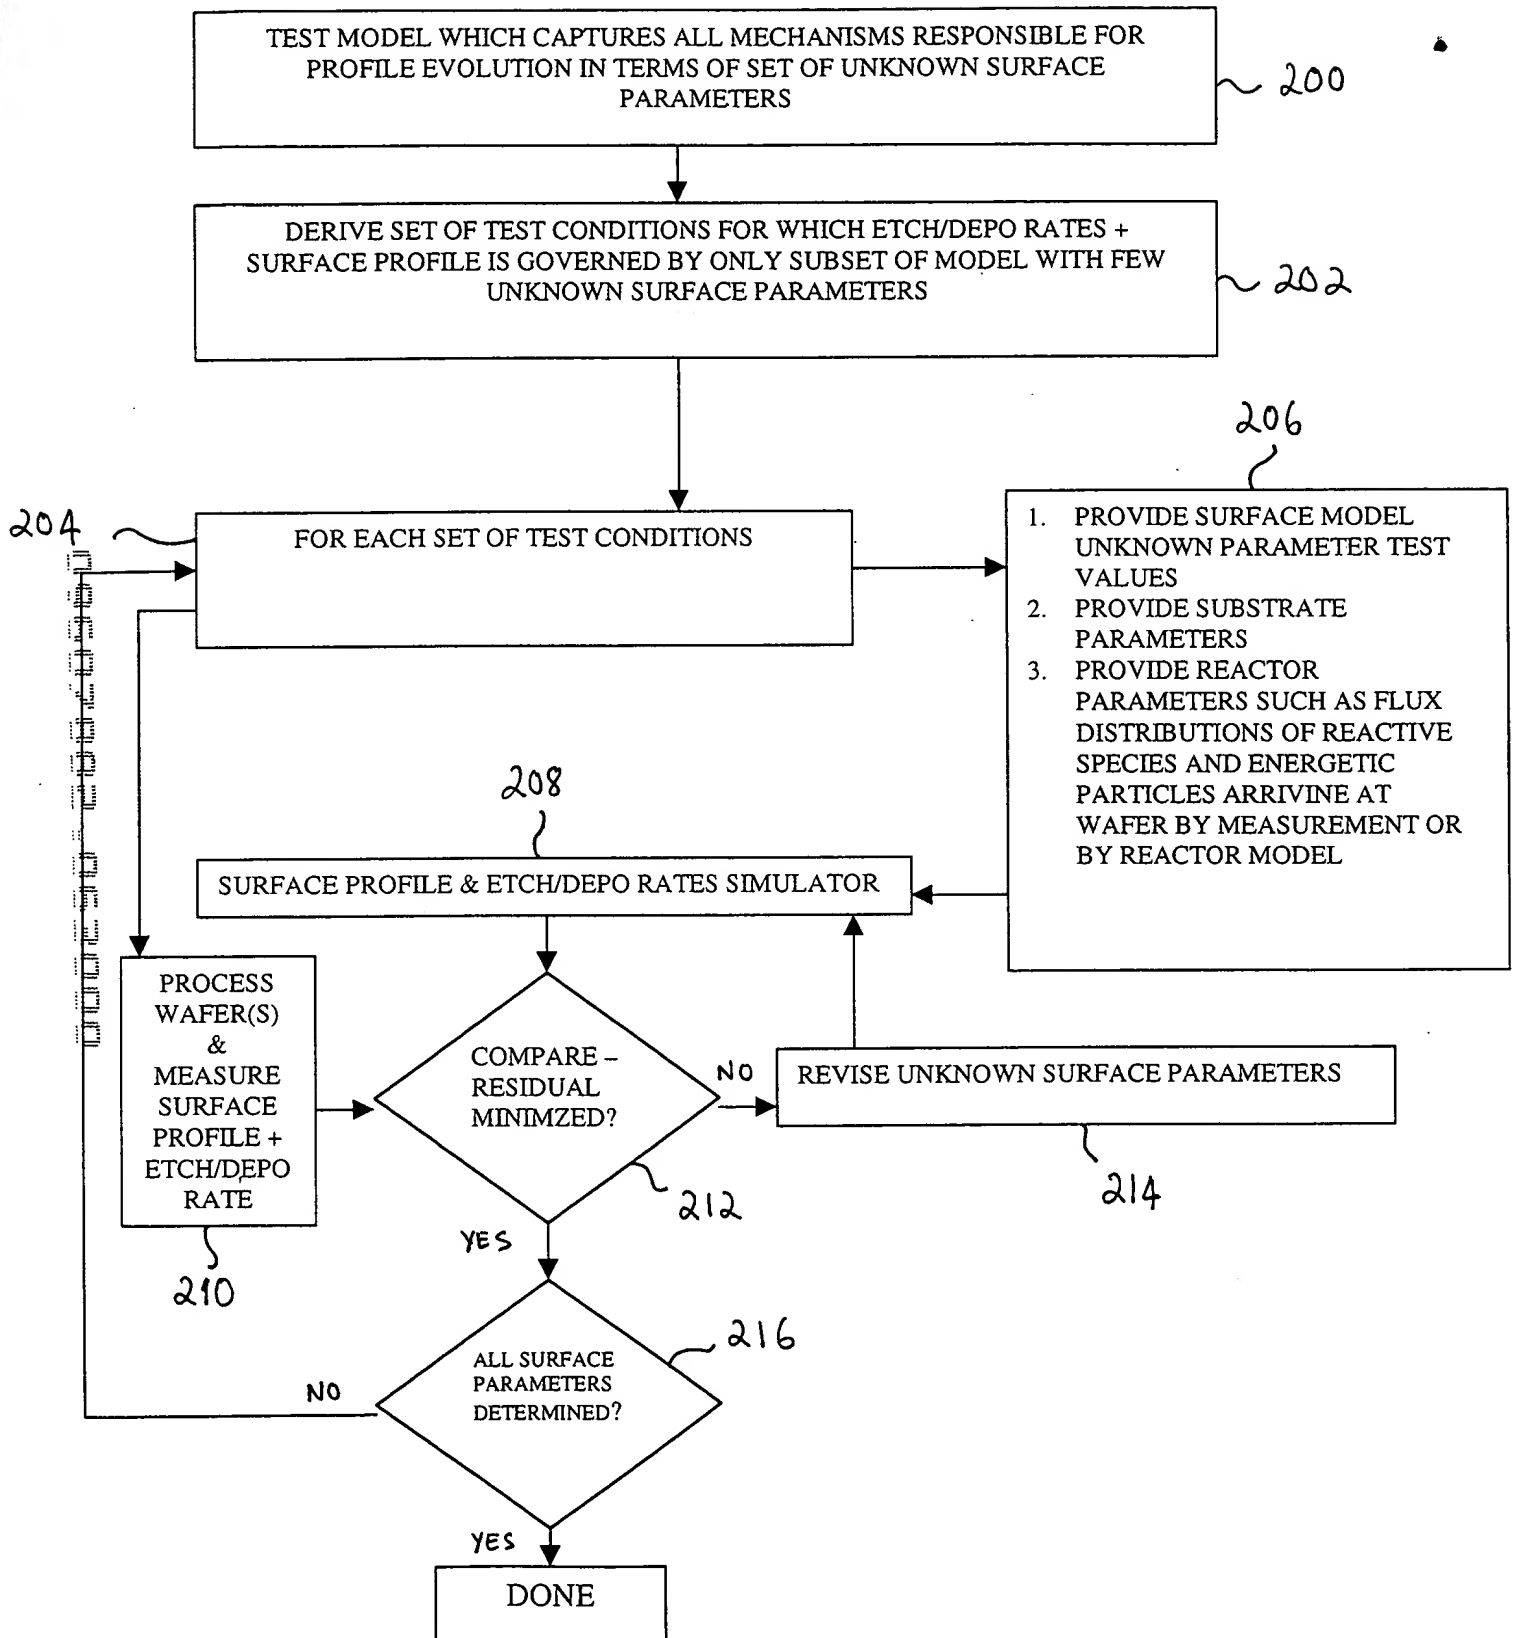 TEST MODEL WHICH CAPTURES ALL MECHANISMS RESPONSIBLE FOR
PROFILE EVOLUTION IN TERMS OF SET OF UNKNOWN SURFACE
PARAMETERS
200
DERIVE SET OF TEST CONDITIONS FOR WHICH ETCH/DEPO RATES +
SURFACE PROFILE IS GOVERNED BY ONLY SUBSET OF MODEL WITH FEW
UNKNOWN SURFACE PARAMETERS
202
204
FOR EACH SET OF TEST CONDITIONS
206
1. PROVIDE SURFACE MODEL
UNKNOWN PARAMETER TEST
VALUES
2. PROVIDE SUBSTRATE
PARAMETERS
3. PROVIDE REACTOR
PARAMETERS SUCH AS FLUX
DISTRIBUTIONS OF REACTIVE
SPECIES AND ENERGETIC
PARTICLES ARRIVINE AT
WAFER BY MEASUREMENT OR
BY REACTOR MODEL
208
SURFACE PROFILE & ETCH/DEPO RATES SIMULATOR
PROCESS
WAFER(S)
&
MEASURE
SURFACE
PROFILE +
ETCH/DEPO
RATE
210
COMPARE –
RESIDUAL
MINIMZED?
212
NO
REVISE UNKNOWN SURFACE PARAMETERS
214
YES
ALL SURFACE
PARAMETERS
DETERMINED?
216
NO
YES
DONE